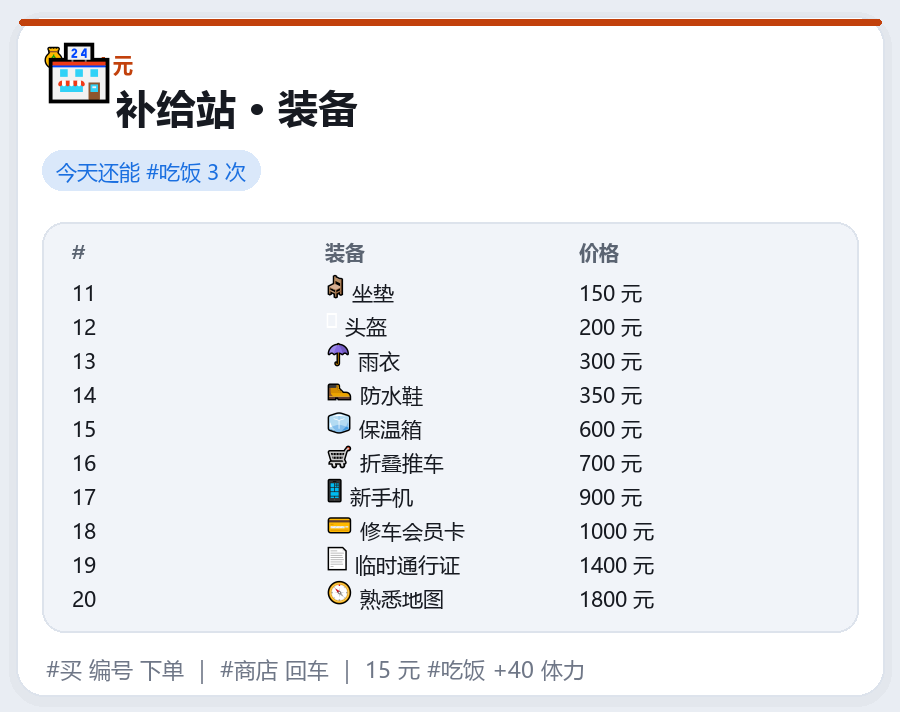 24
元
补给站 • 装备
今天还能 #吃饭 3 次
# 装备 价格
11 坐垫 150 元
12 头盔 200 元
13 雨衣 300 元
14 防水鞋 350 元
15 保温箱 600 元
16 折叠推车 700 元
17 新手机 900 元
18 修车会员卡 1000 元
19 临时通行证 1400 元
20 熟悉地图 1800 元
#买 编号 下单 | #商店 回车 | 15 元 #吃饭 +40 体力